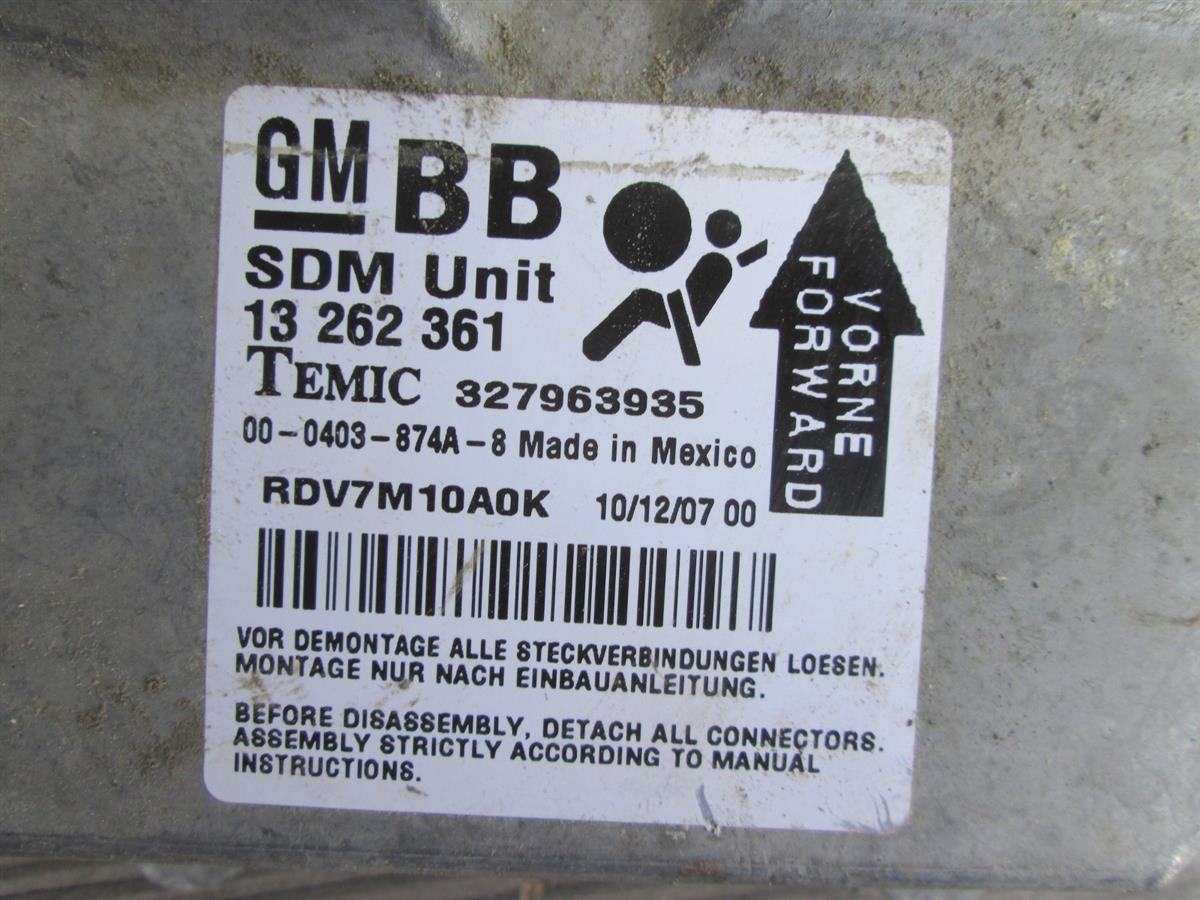 GM BB
SDM Unit
13 262 361
TEMIC 327963935
00-0403-874A-8 Made in Mexico
RDV7M10A0K 10/12/07 00
VORNE
FORWARD
VOR DEMONTAGE ALLE STECKVERBINDUNGEN LOESEN.
MONTAGE NUR NACH EINBAUANLEITUNG.
BEFORE DISASSEMBLY, DETACH ALL CONNECTORS.
ASSEMBLY STRICTLY ACCORDING TO MANUAL
INSTRUCTIONS.